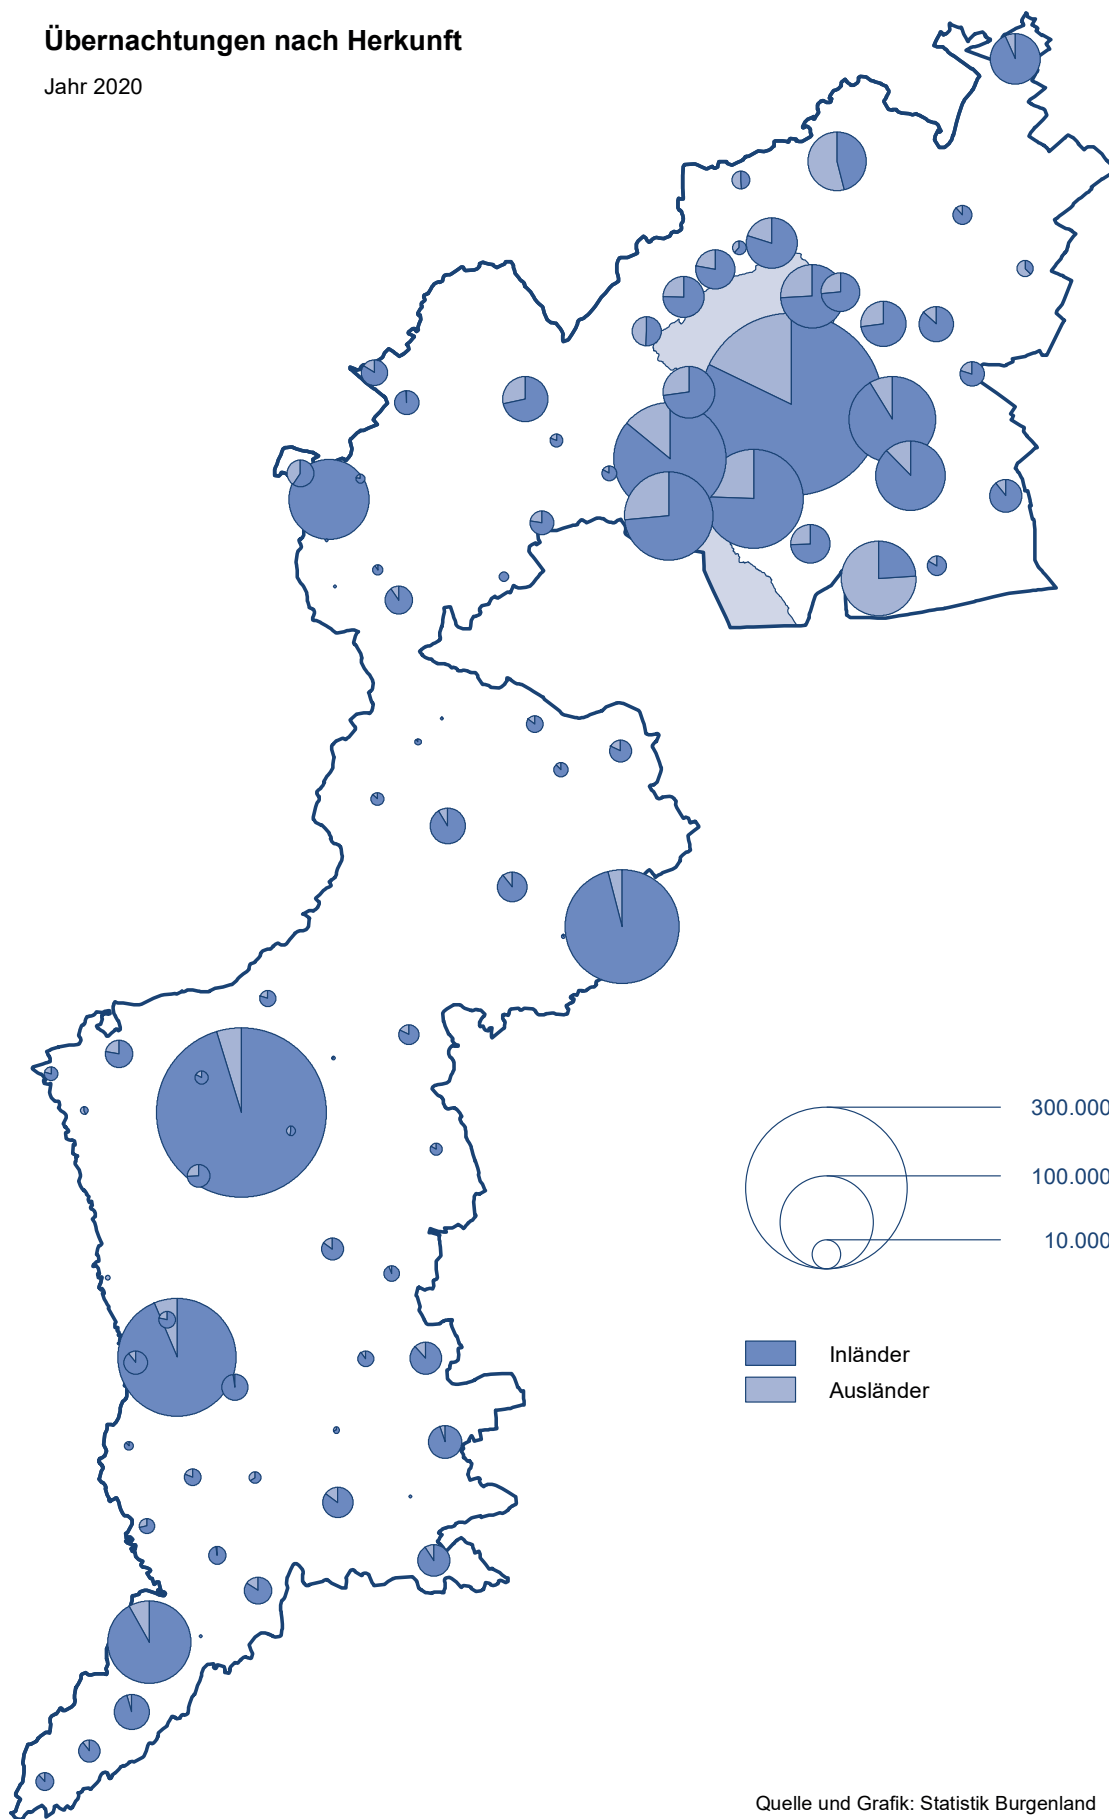 Übernachtungen nach Herkunft
Jahr 2020
300.000
100.000
10.000
Inländer
Ausländer
Quelle und Grafik: Statistik Burgenland